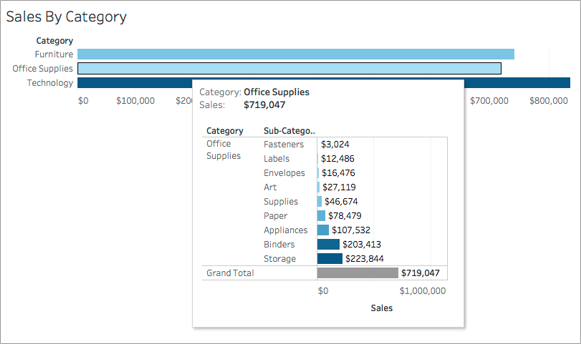 Sales By Category
Category
Furniture
Office Supplies
Technology
$0 $100,000 $20 $700,000 $800,000
Category: Office Supplies
Sales: $719,047
Category Sub-Catego..
Office Supplies Fasteners $3,024
Labels $12,486
Envelopes $16,476
Art $27,119
Supplies $46,674
Paper $78,479
Appliances $107,532
Binders $203,413
Storage $223,844
Grand Total $719,047
$0 $1,000,000
Sales